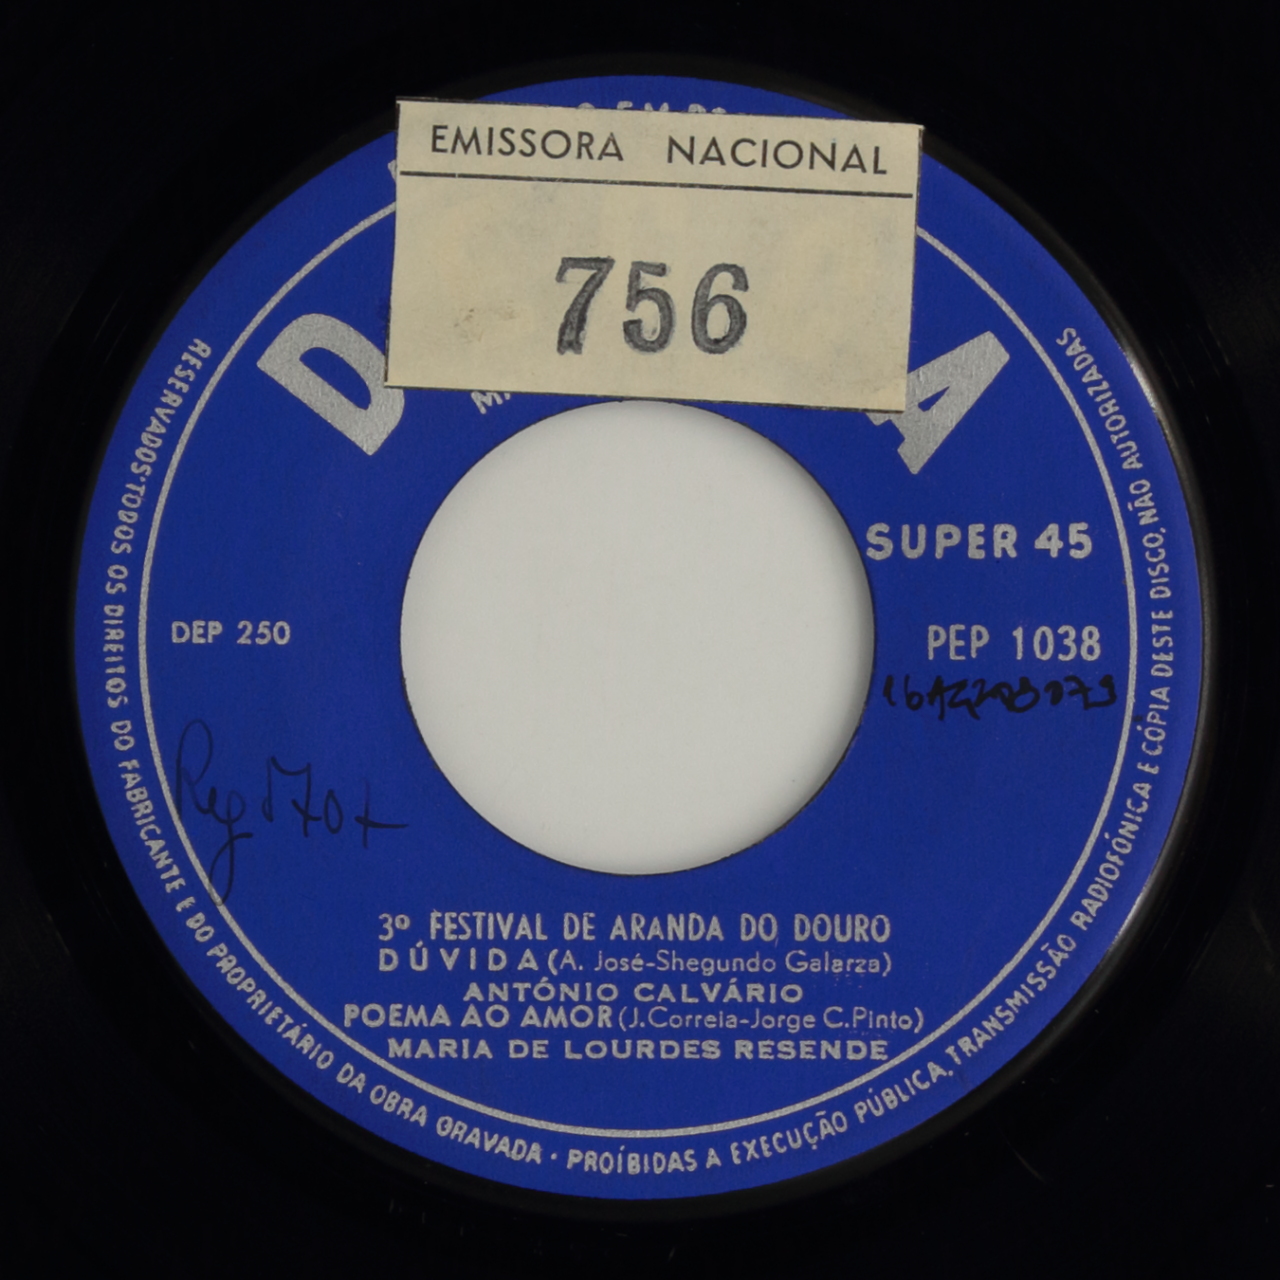 EMISSORA NACIONAL
756
SUPER 45
DEP 250
PEP 1038
3º FESTIVAL DE ARANDA DO DOURO
DÚVIDA (A. José-Shegundo Galarza)
ANTÓNIO CALVÁRIO
POEMA AO AMOR (J.Correia-Jorge C.Pinto)
MARIA DE LOURDES RESENDE
RESERVADOS TODOS OS DIREITOS DO FABRICANTE E DO PROPRIETÁRIO DA OBRA GRAVADA · PROÍBIDAS A EXECUÇÃO PÚBLICA, TRANSMISSÃO RADIOFÓNICA E CÓPIA DESTE DISCO, NÃO AUTORIZADAS